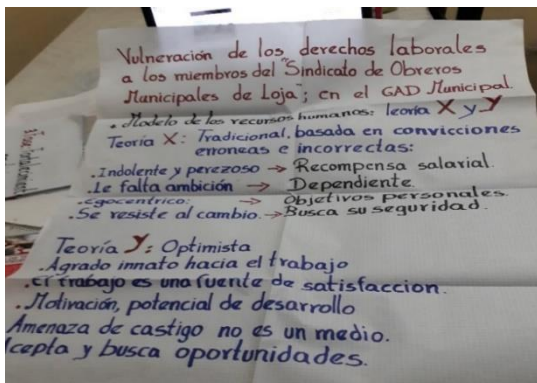 Vulneración de los derechos laborales
a los miembros del "Sindicato de Obreros
Municipales de Loja"; en el GAD Municipal.
. Modelo de los recursos humanos: teoría X y Y
Teoría X: Tradicional, basada en convicciones
erroneas e incorrectas:
. Indolente y perezoso → Recompensa salarial.
. Le falta ambición → Dependiente.
. Egocentrico: → Objetivos personales.
. Se resiste al cambio. → Busca su seguridad.
Teoría Y: Optimista
. Agrado innato hacia el trabajo
. El trabajo es una fuente de satisfaccion.
. Motivación, potencial de desarrollo
Amenaza de castigo no es un medio.
cepta y busca oportunidades.